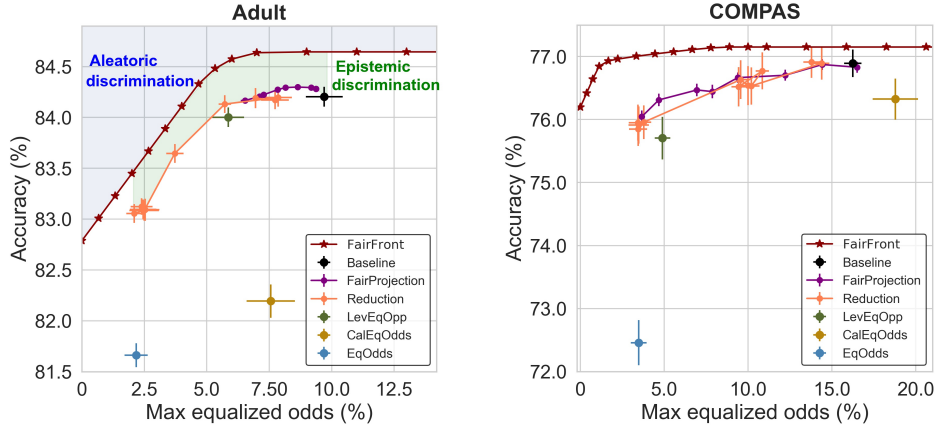 Adult
Accuracy (%)
84.5
84.0
83.5
83.0
82.5
82.0
81.5
Aleatoric
discrimination
Epistemic
discrimination
FairFront
Baseline
FairProjection
Reduction
LevEqOpp
CalEqOdds
EqOdds
0 2.5 5.0 7.5 10.0 12.5
Max equalized odds (%)
COMPAS
Accuracy (%)
77.0
76.0
75.0
74.0
73.0
72.0
FairFront
Baseline
FairProjection
Reduction
LevEqOpp
CalEqOdds
EqOdds
0 5.0 10.0 15.0 20.0
Max equalized odds (%)